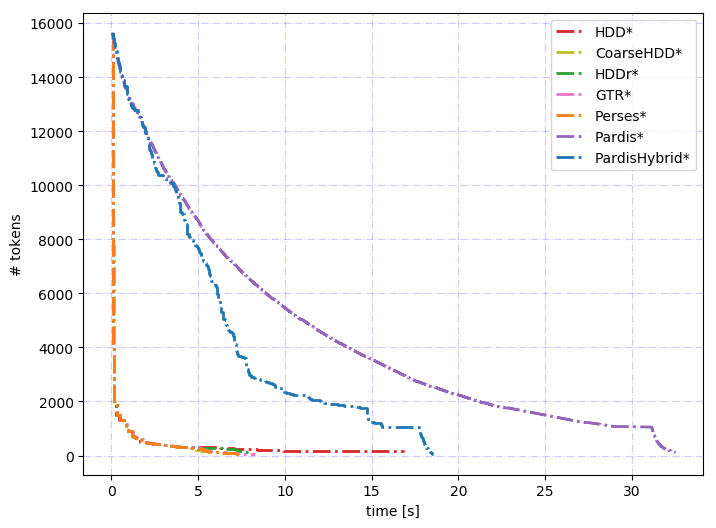 16000
14000
12000
10000
8000
6000
4000
2000
0
# tokens
HDD*
CoarseHDD*
HDDr*
GTR*
Perses*
Pardis*
PardisHybrid*
0 5 10 15 20 25 30
time [s]